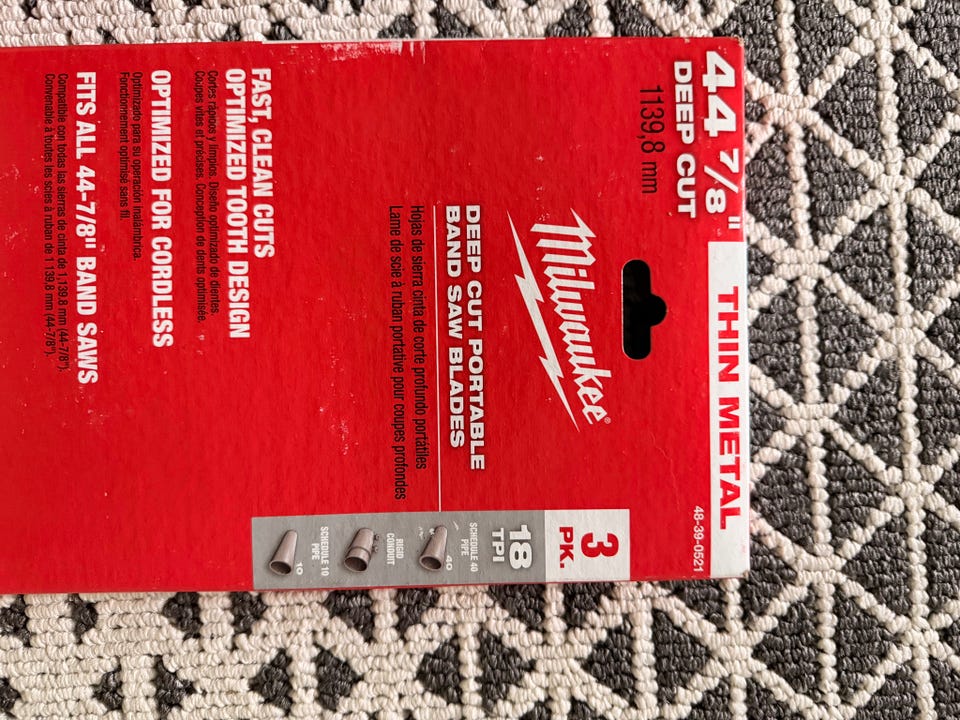 44 7/8"
DEEP CUT
1139,8 mm
THIN METAL
48-39-0521
Milwaukee®
DEEP CUT PORTABLE
BAND SAW BLADES
Hojas de sierra cinta de corte profundo portátiles
Lame de scie à ruban portative pour coupes profondes
3
PK.
18
TPI
SCHEDULE 40
PIPE
40
RIGID
CONDUIT
SCHEDULE 10
PIPE
10
FAST, CLEAN CUTS
OPTIMIZED TOOTH DESIGN
Cortes rápidos y limpios. Diseño optimizado de dientes.
Coupes vites et précises. Conception de dents optimisée.
OPTIMIZED FOR CORDLESS
Optimizado para su operación inalámbrica.
Fonctionnement optimisé sans fil.
FITS ALL 44-7/8" BAND SAWS
Compatible con todas las sierras de cinta de 1,139.8 mm (44-7/8").
Convenable à toutes les scies à ruban de 1.139,8 mm (44-7/8").